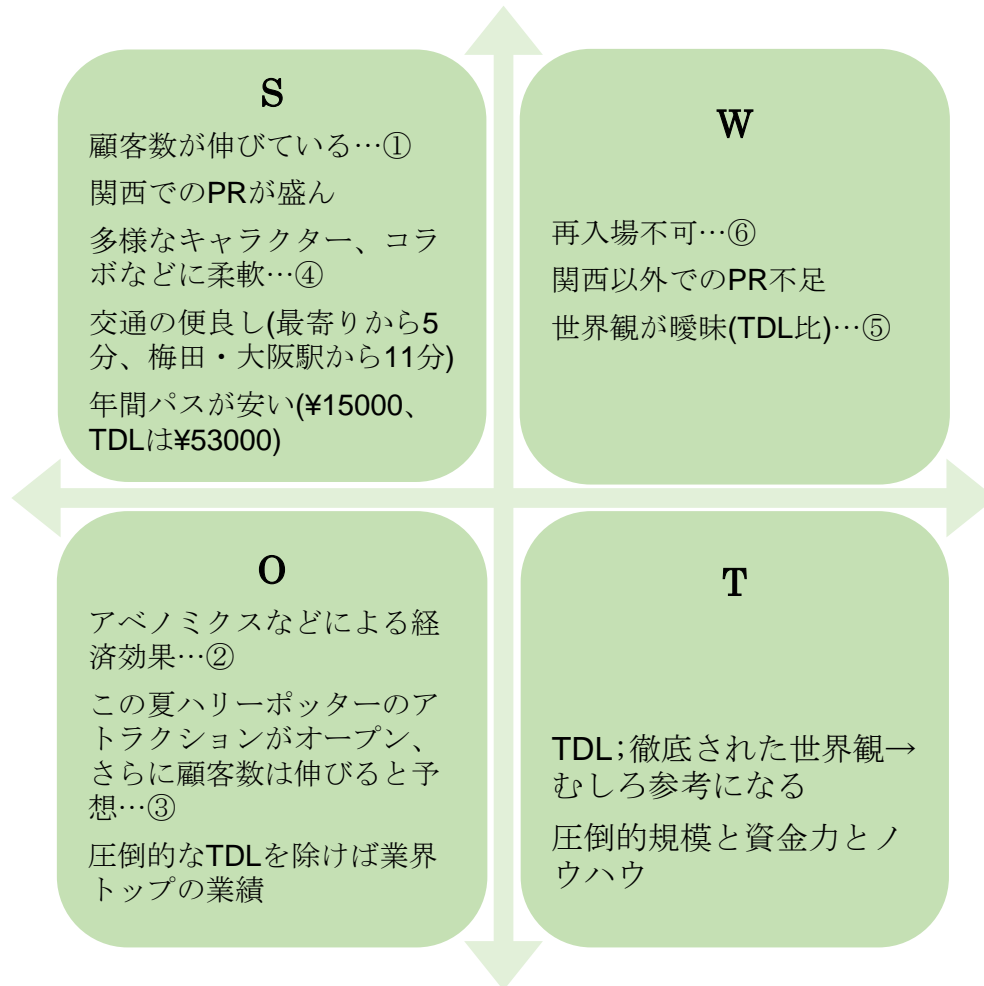 S
顧客数が伸びている…①
関西でのPRが盛ん
多様なキャラクター、コラ
ボなどに柔軟…④
交通の便良し(最寄りから5
分、梅田・大阪駅から11分)
年間パスが安い(¥15000、
TDLは¥53000)
W
再入場不可…⑥
関西以外でのPR不足
世界観が曖昧(TDL比)…⑤
O
アベノミクスなどによる経
済効果…②
この夏ハリーポッターのア
トラクションがオープン、
さらに顧客数は伸びると予
想…③
圧倒的なTDLを除けば業界
トップの業績
T
TDL;徹底された世界観→
むしろ参考になる
圧倒的規模と資金力とノ
ウハウ